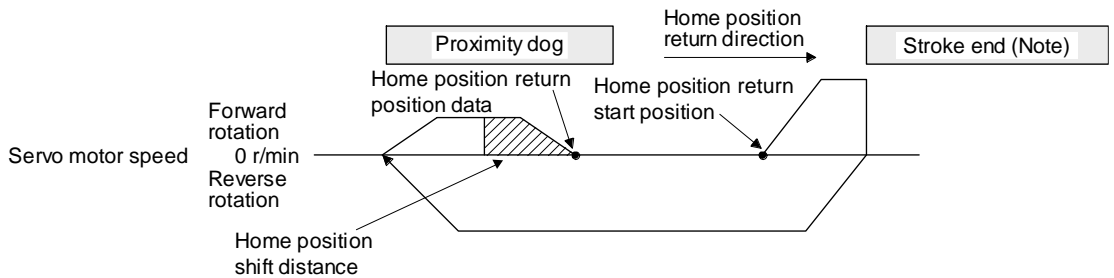 Proximity dog
Home position
return direction
Stroke end (Note)
Home position return
position data
Home position return
start position
Forward
rotation
Servo motor speed 0 r/min
Reverse
rotation
Home position
shift distance